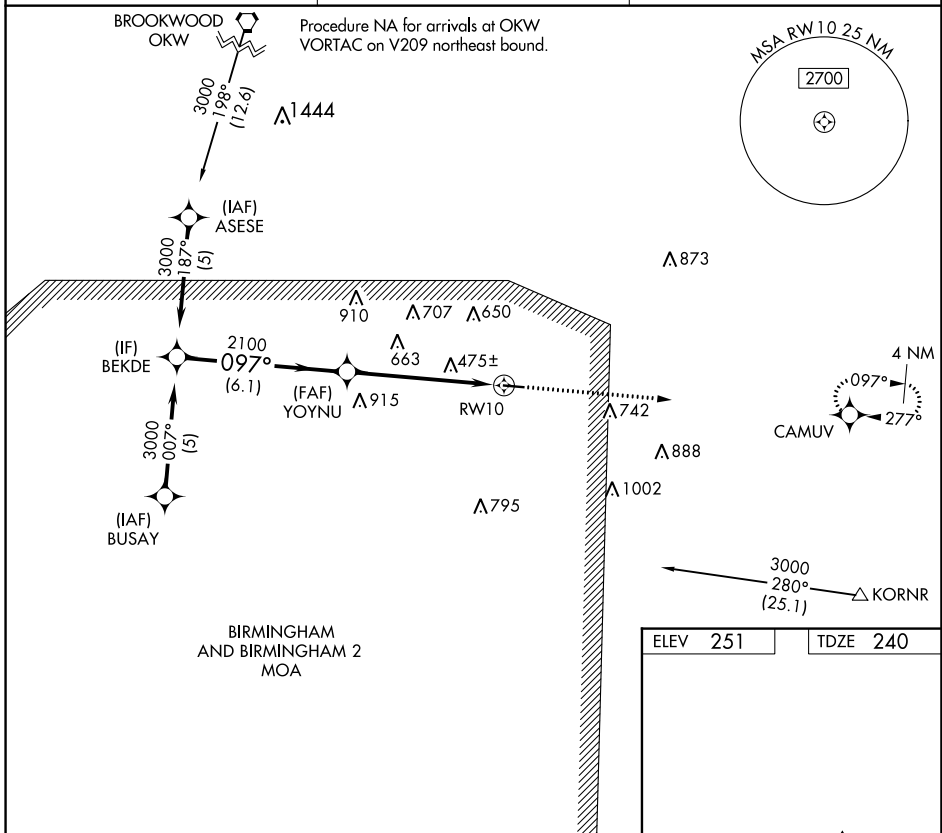 BROOKWOOD
OKW
Procedure NA for arrivals at OKW
VORTAC on V209 northeast bound.
MSA RW10 25 NM
2700
3000
198°
(12.6)
1444
(IAF)
ASESE
3000
187°
(5)
873
910
707
650
663
475±
(IF)
BEKDE
2100
097°
(6.1)
(FAF)
YOYNU
915
RW10
742
4 NM
097°
277°
CAMUV
888
1002
795
3000
007°
(5)
(IAF)
BUSAY
3000
280°
(25.1)
KORNR
BIRMINGHAM
AND BIRMINGHAM 2
MOA
ELEV 251
TDZE 240